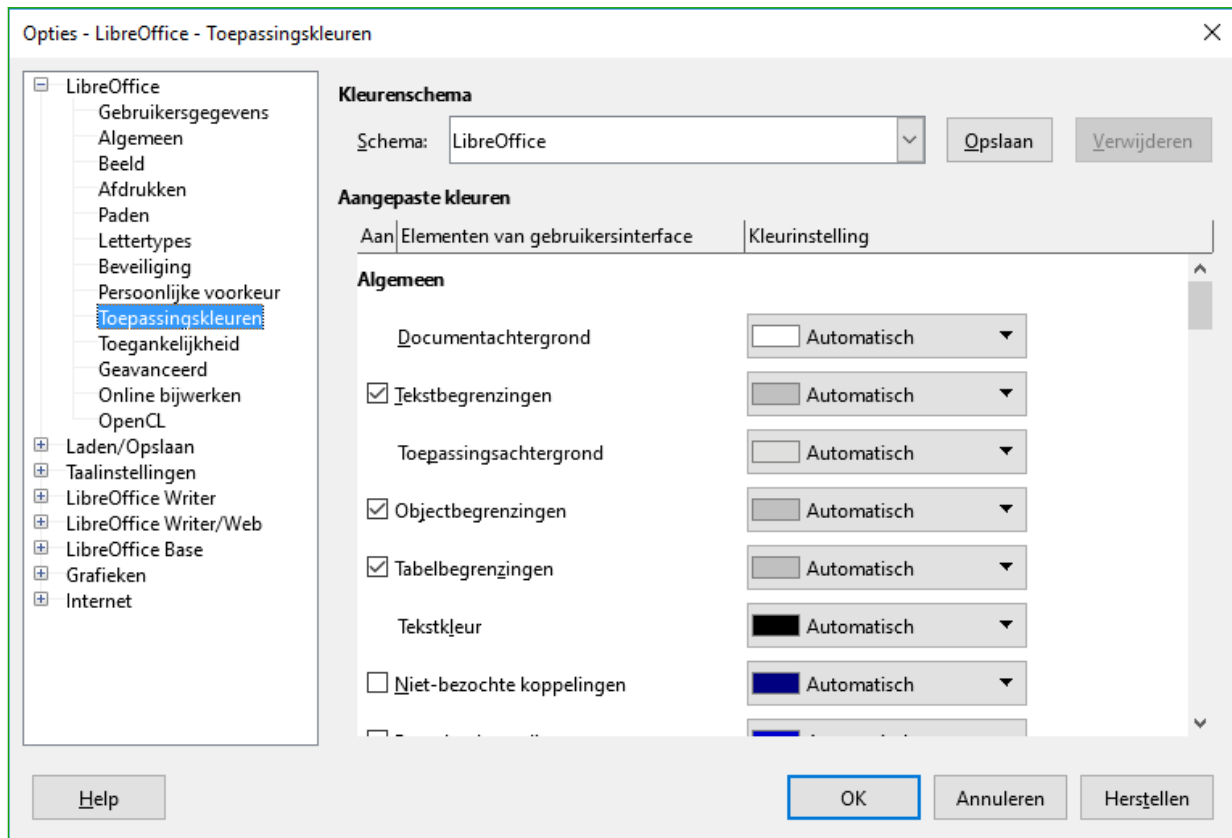 Opties - LibreOffice - Toepassingskleuren
LibreOffice
Gebruikersgegevens
Algemeen
Beeld
Afdrukken
Paden
Lettertypes
Beveiliging
Persoonlijke voorkeur
Toepassingskleuren
Toegankelijkheid
Geavanceerd
Online bijwerken
OpenCL
Laden/Opslaan
Taalinstellingen
LibreOffice Writer
LibreOffice Writer/Web
LibreOffice Base
Grafieken
Internet
Kleurenschema
Schema: LibreOffice Opslaan Verwijderen
Aangepaste kleuren
Aan Elementen van gebruikersinterface Kleurinstelling
Algemeen
Documentachtergrond Automatisch
Tekstbegrenzingen Automatisch
Toepassingsachtergrond Automatisch
Objectbegrenzingen Automatisch
Tabelbegrenzingen Automatisch
Tekstkleur Automatisch
Niet-bezochte koppelingen Automatisch
Help OK Annuleren Herstellen